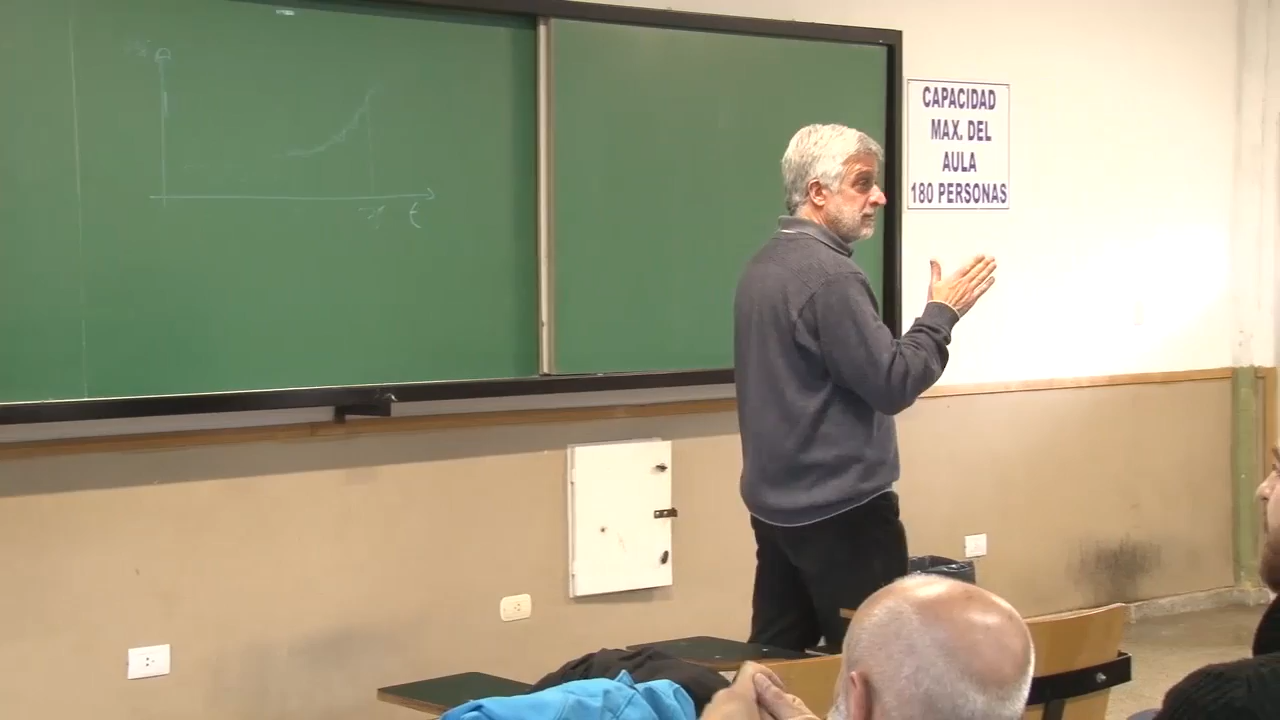 CAPACIDAD
MAX. DEL
AULA
180 PERSONAS
t